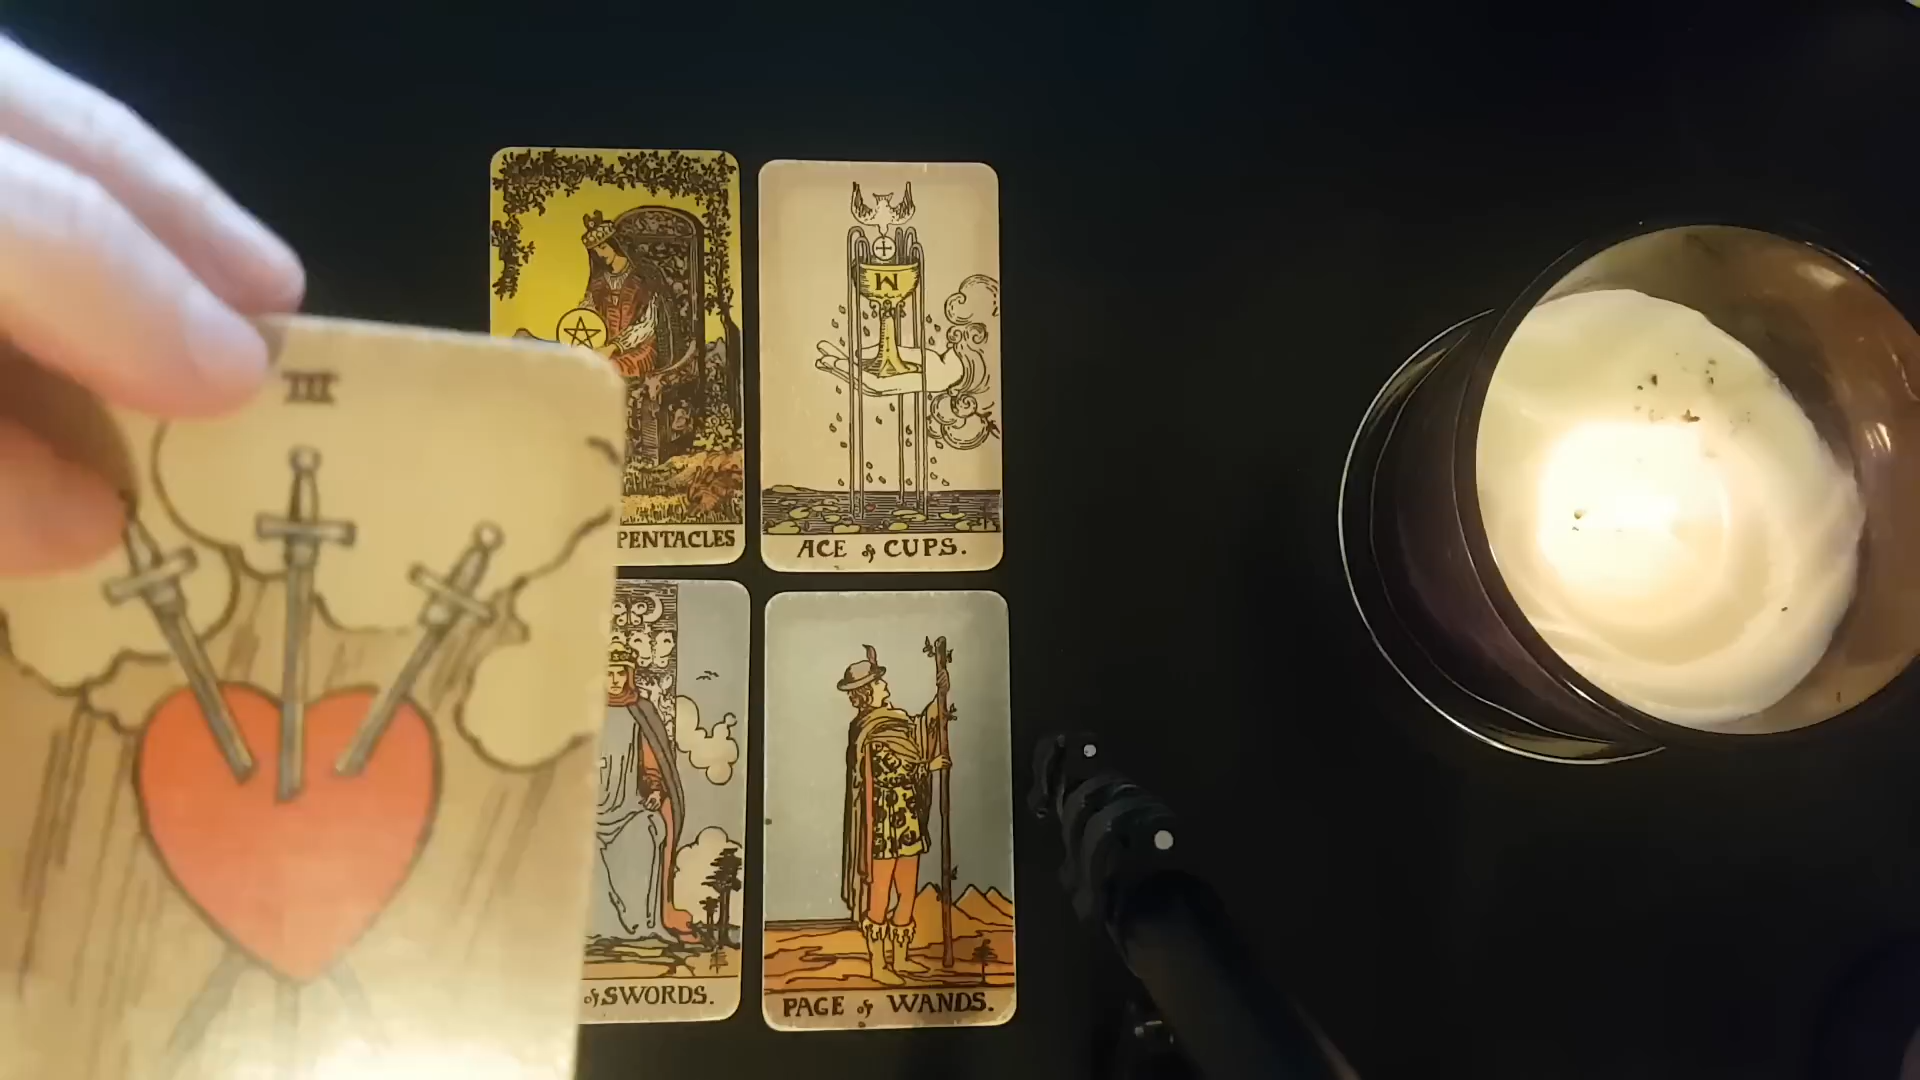 III
PENTACLES
ACE of CUPS.
of SWORDS.
PAGE of WANDS.